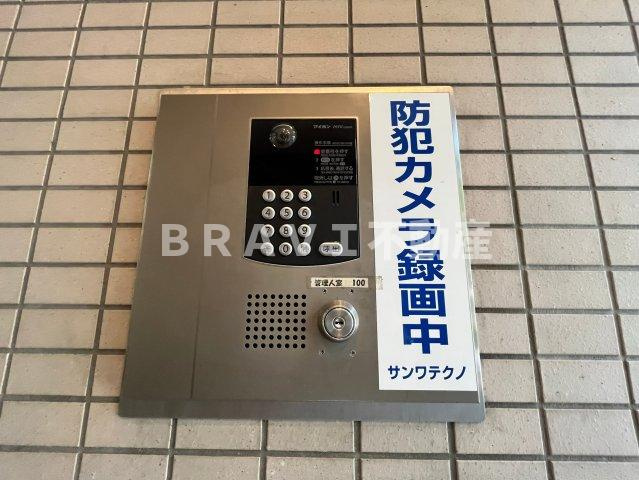 アイホン
1 2 3
4 5 6
7 8 9
0
呼出
管理人室 100
防犯カメラ録画中
サンワテクノ
BRAVI不動産